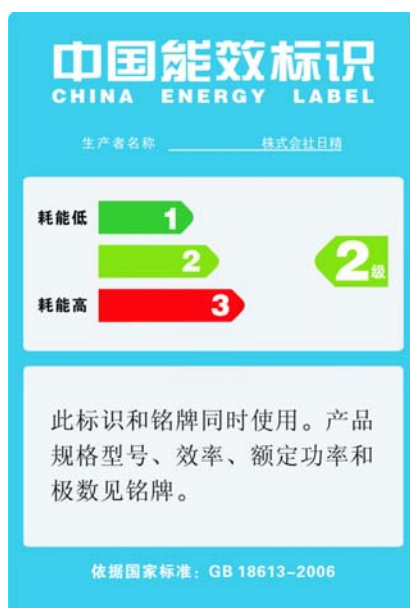 中国能效标识
CHINA ENERGY LABEL
生产者名称 株式会社日精
耗能低 1
2
2级
耗能高 3
此标识和铭牌同时使用。产品
规格型号、效率、额定功率和
极数见铭牌。
依据国家标准：GB 18613-2006